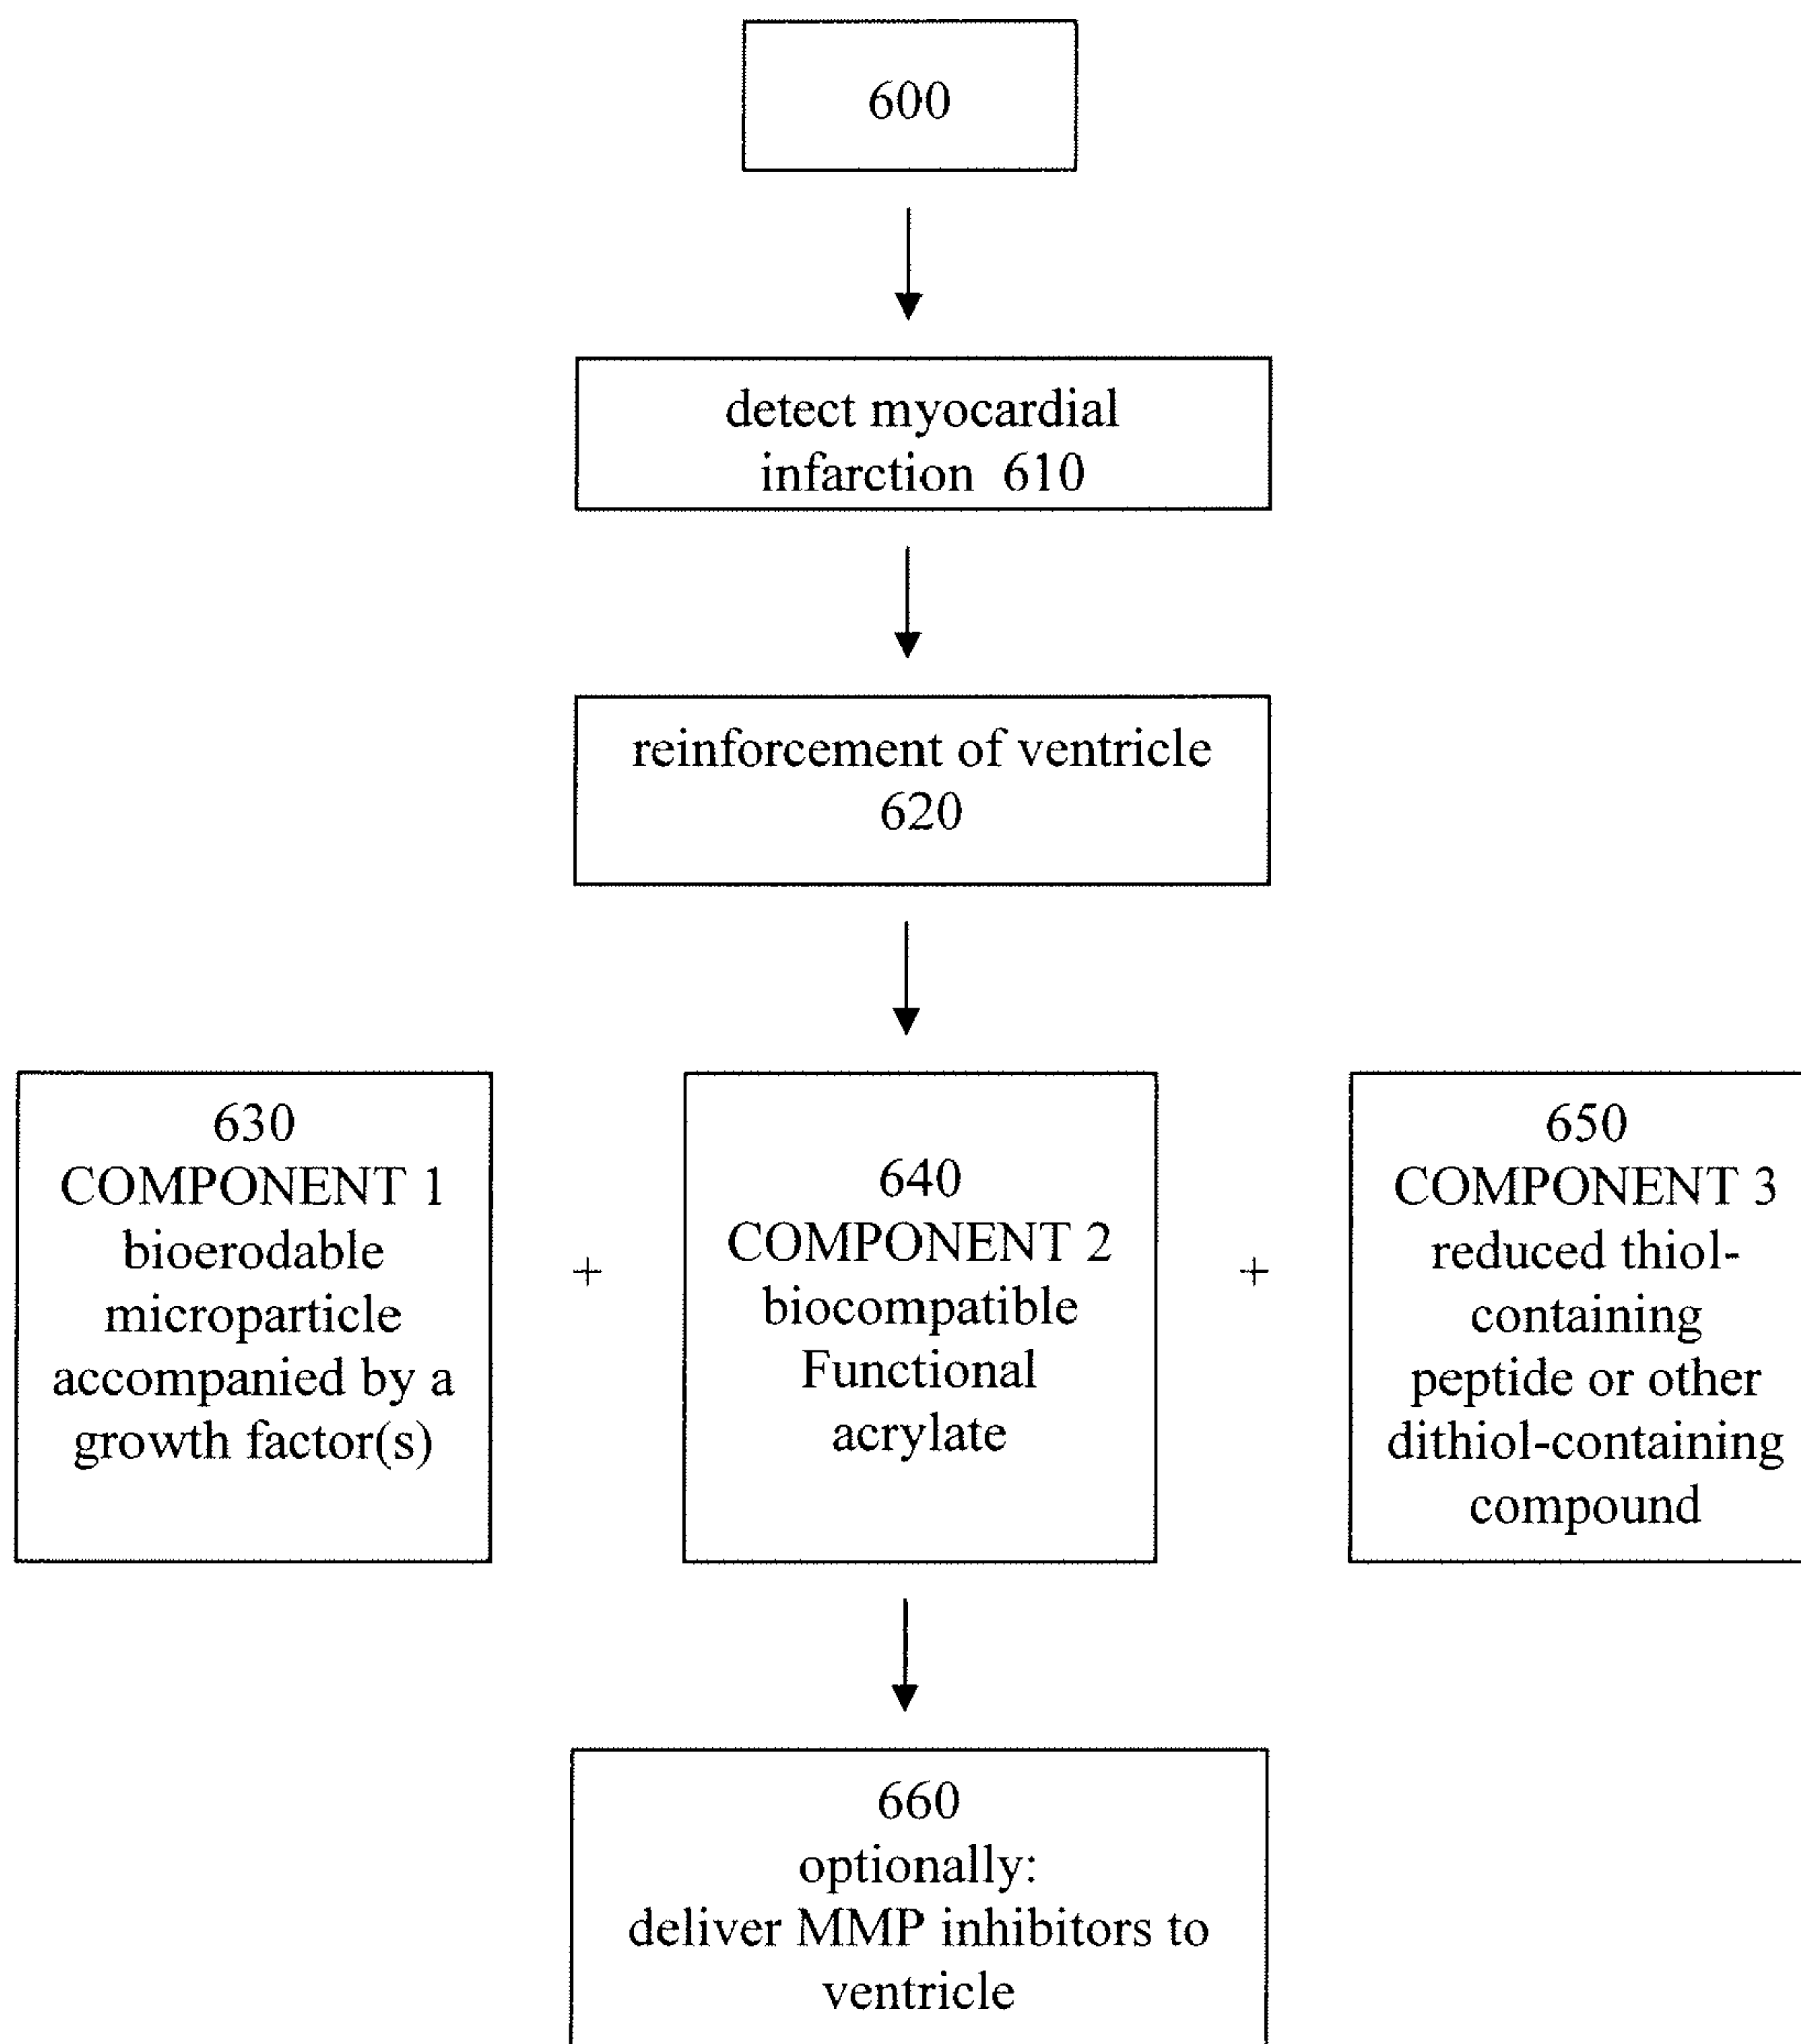 600
detect myocardial
infarction 610
reinforcement of ventricle
620
630
COMPONENT 1
bioerodable
microparticle
accompanied by a
growth factor(s)
+
640
COMPONENT 2
biocompatible
Functional
acrylate
+
650
COMPONENT 3
reduced thiol-
containing
peptide or other
dithiol-containing
compound
660
optionally:
deliver MMP inhibitors to
ventricle